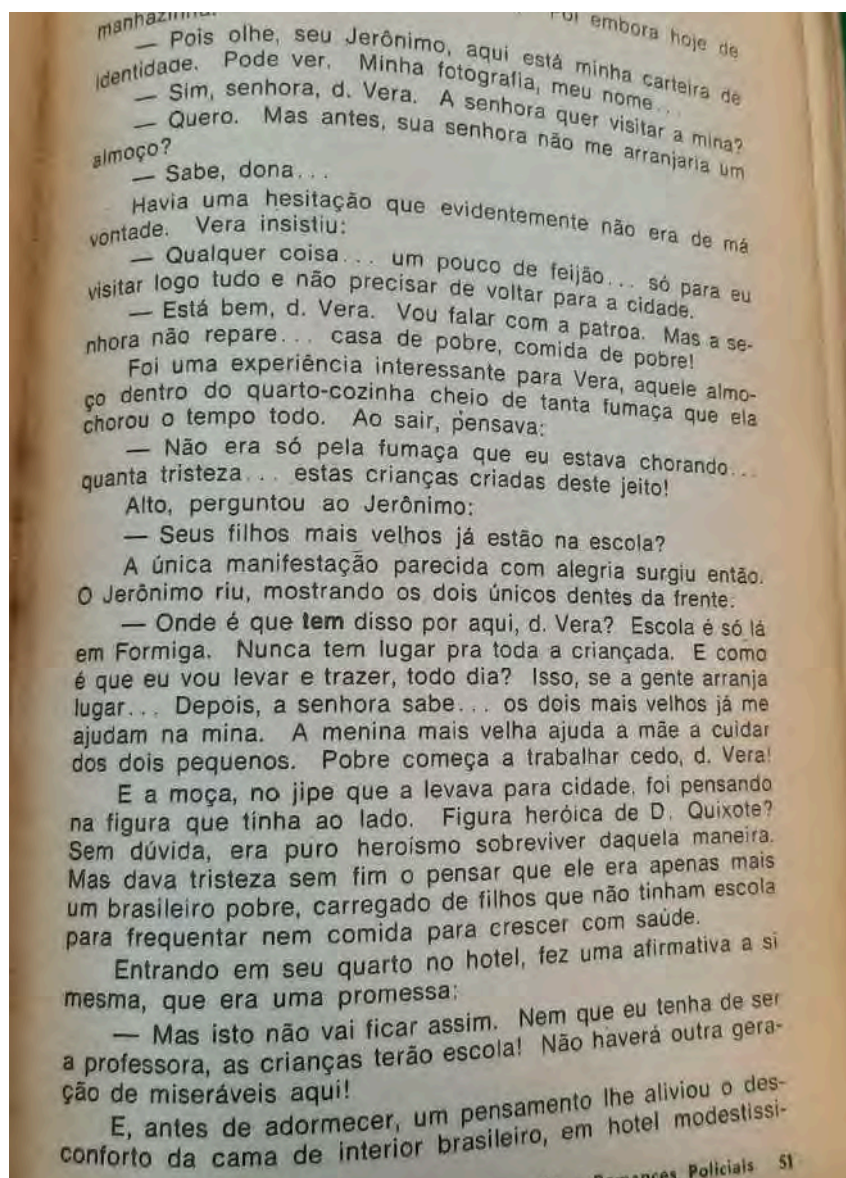 manhãzinha. Foi embora hoje de
— Pois olhe, seu Jerônimo, aqui está minha carteira de
identidade. Pode ver. Minha fotografia, meu nome...
— Sim, senhora, d. Vera. A senhora quer visitar a mina?
— Quero. Mas antes, sua senhora não me arranjaria um
almoço?
— Sabe, dona...
Havia uma hesitação que evidentemente não era de má
vontade. Vera insistiu:
— Qualquer coisa... um pouco de feijão... só para eu
visitar logo tudo e não precisar de voltar para a cidade.
— Está bem, d. Vera. Vou falar com a patroa. Mas a se-
nhora não repare... casa de pobre, comida de pobre!
Foi uma experiência interessante para Vera, aquele almo-
ço dentro do quarto-cozinha cheio de tanta fumaça que ela
chorou o tempo todo. Ao sair, pensava:
— Não era só pela fumaça que eu estava chorando...
quanta tristeza... estas crianças criadas deste jeito!
Alto, perguntou ao Jerônimo:
— Seus filhos mais velhos já estão na escola?
A única manifestação parecida com alegria surgiu então.
O Jerônimo riu, mostrando os dois únicos dentes da frente.
— Onde é que tem disso por aqui, d. Vera? Escola é só lá
em Formiga. Nunca tem lugar pra toda a criançada. E como
é que eu vou levar e trazer, todo dia? Isso, se a gente arranja
lugar... Depois, a senhora sabe... os dois mais velhos já me
ajudam na mina. A menina mais velha ajuda a mãe a cuidar
dos dois pequenos. Pobre começa a trabalhar cedo, d. Vera!
E a moça, no jipe que a levava para cidade, foi pensando
na figura que tinha ao lado. Figura heróica de D. Quixote?
Sem dúvida, era puro heroísmo sobreviver daquela maneira.
Mas dava tristeza sem fim o pensar que ele era apenas mais
um brasileiro pobre, carregado de filhos que não tinham escola
para frequentar nem comida para crescer com saúde.
Entrando em seu quarto no hotel, fez uma afirmativa a si
mesma, que era uma promessa:
— Mas isto não vai ficar assim. Nem que eu tenha de ser
a professora, as crianças terão escola! Não haverá outra gera-
ção de miseráveis aqui!
E, antes de adormecer, um pensamento lhe aliviou o des-
conforto da cama de interior brasileiro, em hotel modestíssi-
Romances Policiais 51